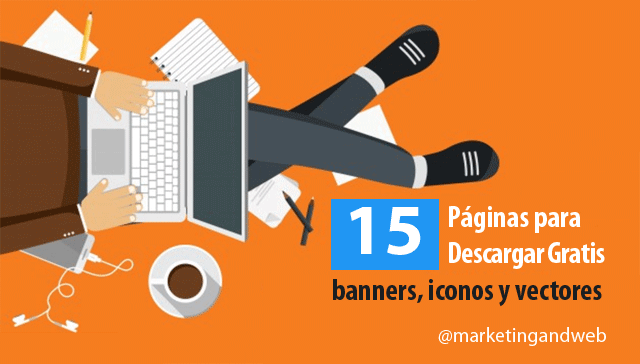 15
Páginas para
Descargar Gratis
banners, iconos y vectores
@marketingandweb